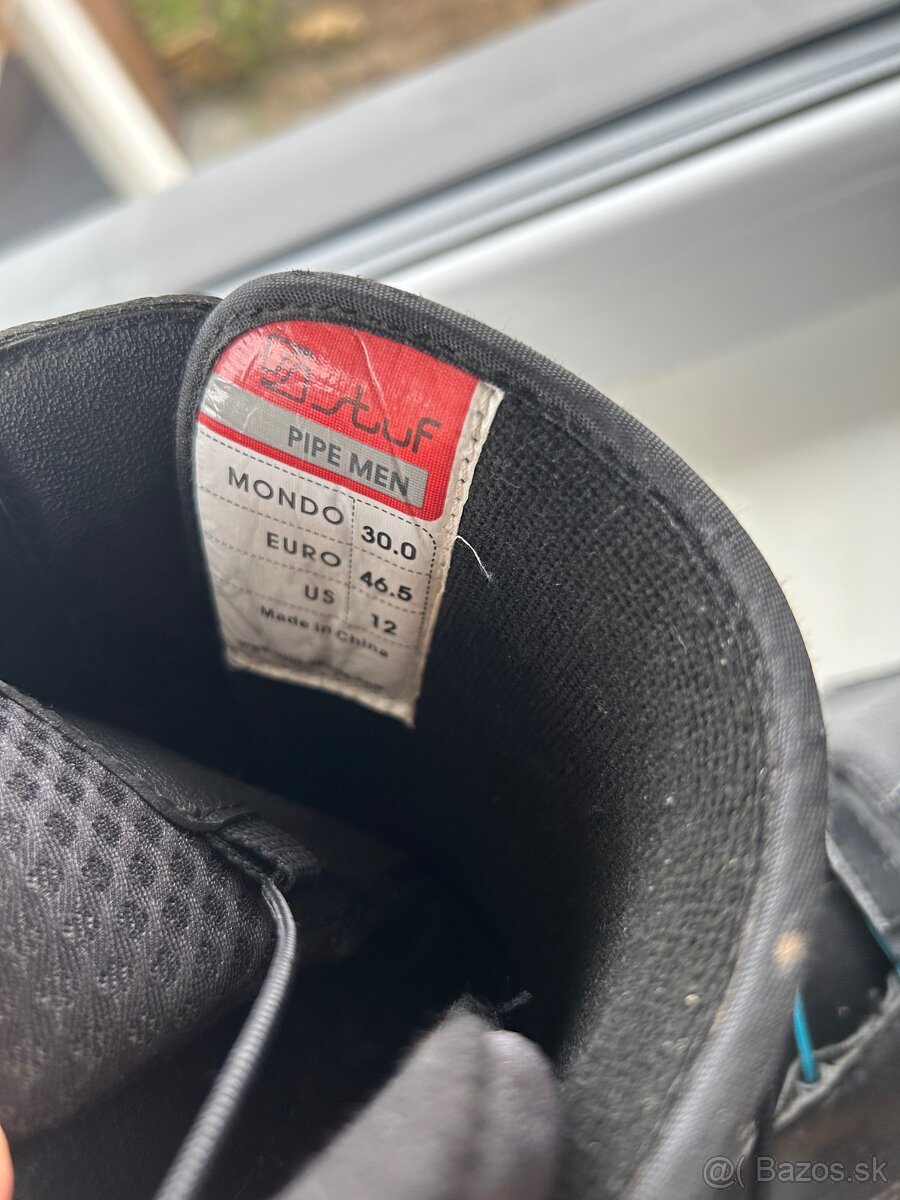 stuf
PIPE MEN
MONDO 30.0
EURO 46.5
US 12
Made in China
@( Bazos.sk